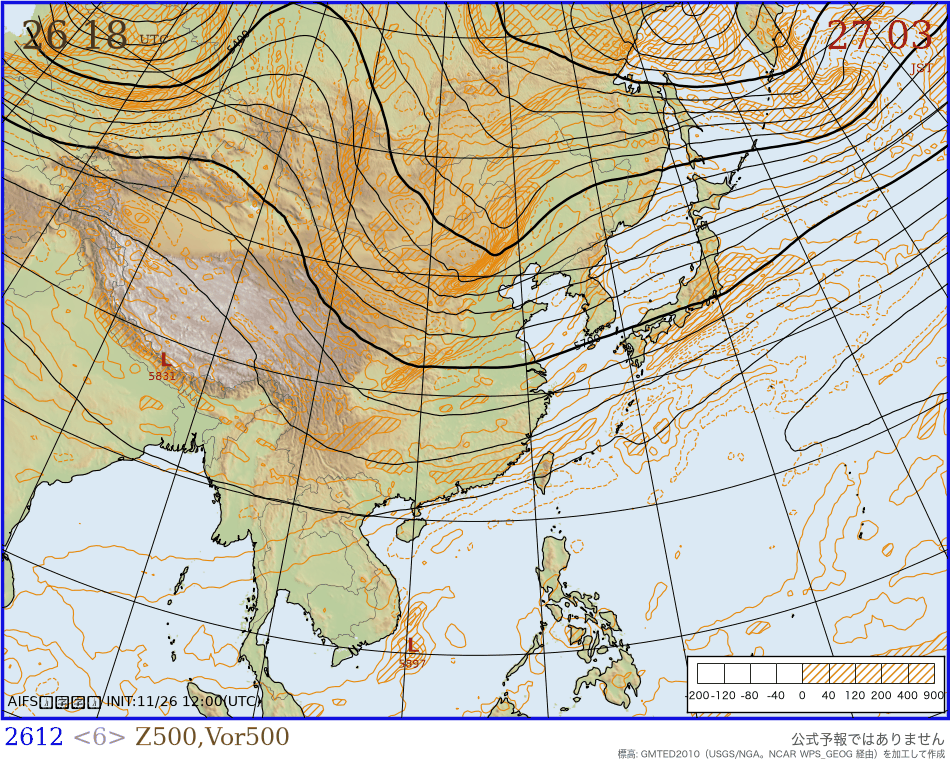 26 18 UTC
27 03
JST
5400
5700
L
5831
L
5897
-200 -120 -80 -40 0 40 120 200 400 900
AIFS INIT:11/26 12:00(UTC)
2612 <6> Z500,Vor500
公式予報ではありません
標高: GMTED2010（USGS/NGA。NCAR WPS_GEOG 経由）を加工して作成